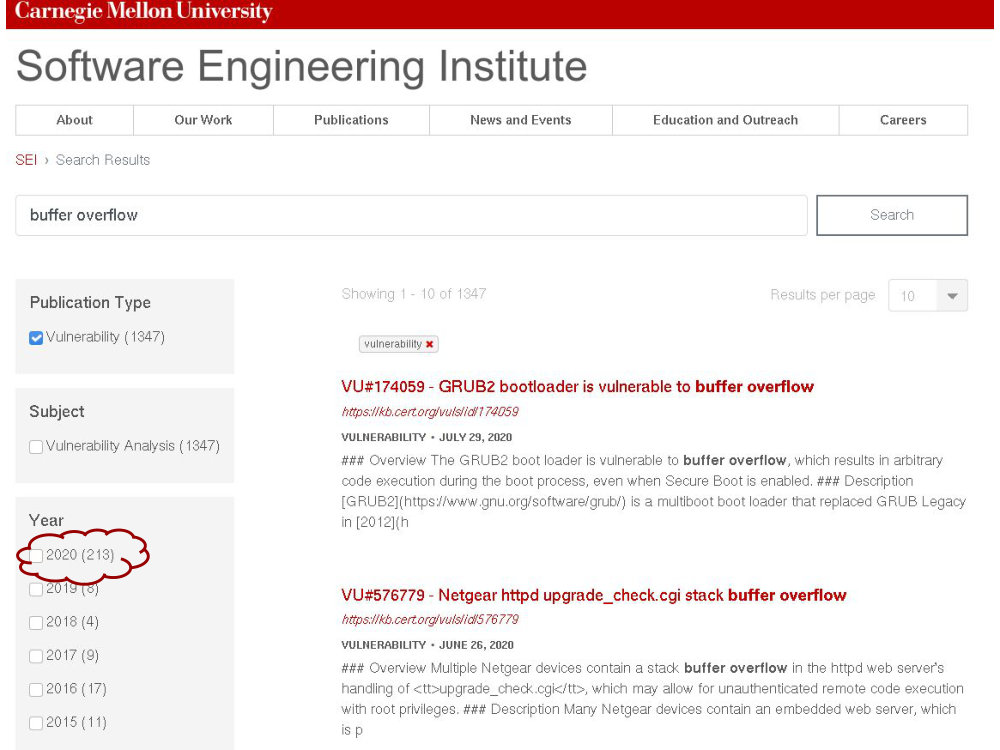 Carnegie Mellon University
Software Engineering Institute
About Our Work Publications News and Events Education and Outreach Careers
SEI › Search Results
buffer overflow Search
Publication Type
Vulnerability (1347)
Subject
Vulnerability Analysis (1347)
Year
2020 (213)
2019 (8)
2018 (4)
2017 (9)
2016 (17)
2015 (11)
Showing 1 - 10 of 1347 Results per page 10
vulnerability ✖
VU#174059 - GRUB2 bootloader is vulnerable to buffer overflow
https://kb.cert.org/vuls/id/174059
VULNERABILITY • JULY 29, 2020
### Overview The GRUB2 boot loader is vulnerable to buffer overflow, which results in arbitrary
code execution during the boot process, even when Secure Boot is enabled. ### Description
[GRUB2](https://www.gnu.org/software/grub/) is a multiboot boot loader that replaced GRUB Legacy
in [2012](h
VU#576779 - Netgear httpd upgrade_check.cgi stack buffer overflow
https://kb.cert.org/vuls/id/576779
VULNERABILITY • JUNE 26, 2020
### Overview Multiple Netgear devices contain a stack buffer overflow in the httpd web server's
handling of <tt>upgrade_check.cgi</tt>, which may allow for unauthenticated remote code execution
with root privileges. ### Description Many Netgear devices contain an embedded web server, which
is p